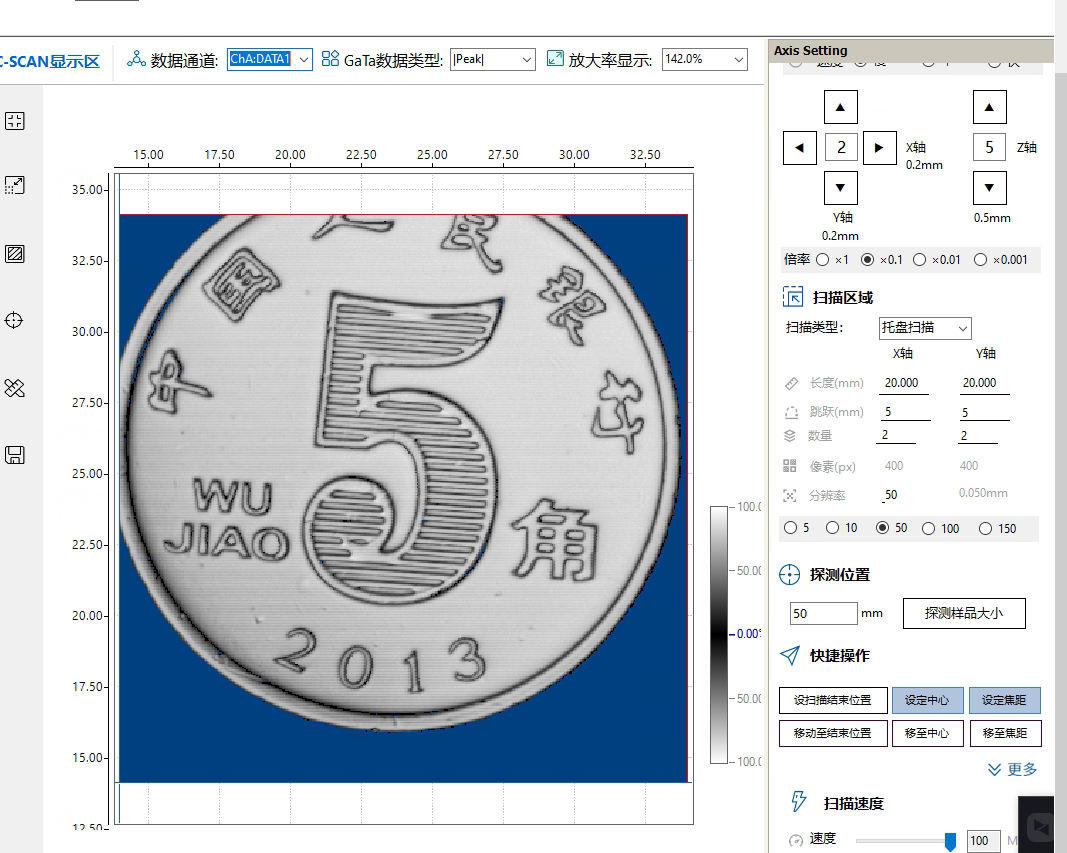 C-SCAN显示区
数据通道:
ChA:DATA1
GaTa数据类型:
|Peak|
放大率显示:
142.0%
Axis Setting
2
X轴
0.2mm
5
Z轴
Y轴
0.2mm
0.5mm
倍率
×1
×0.1
×0.01
×0.001
扫描区域
扫描类型:
托盘扫描
X轴
Y轴
长度(mm)
20.000
20.000
跳跃(mm)
5
5
数量
2
2
像素(px)
400
400
分辨率
50
0.050mm
5
10
50
100
150
探测位置
50
mm
探测样品大小
快捷操作
设扫描结束位置
设定中心
设定焦距
移动至结束位置
移至中心
移至焦距
更多
扫描速度
速度
100
15.00
17.50
20.00
22.50
25.00
27.50
30.00
32.50
35.00
32.50
30.00
27.50
25.00
22.50
20.00
17.50
15.00
12.50
100.0
50.00
0.00%
50.00
100.0
中
國
人
民
銀
行
5
WU
JIAO
角
2013